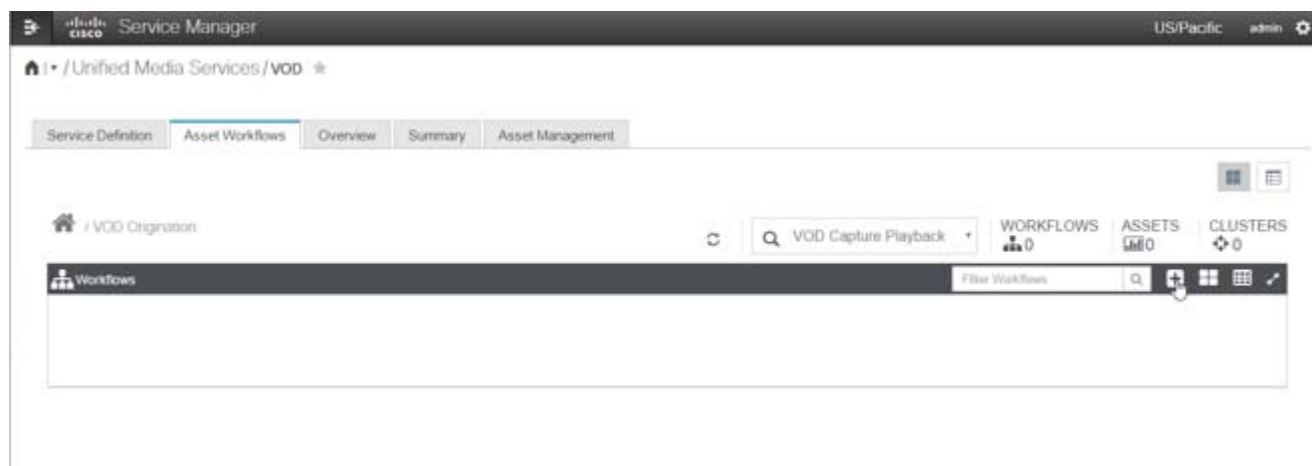 cisco Service Manager US/Pacific admin
/ Unified Media Services / VOD
Service Definition Asset Workflows Overview Summary Asset Management
/ VOD Origination
VOD Capture Playback
WORKFLOWS ASSETS CLUSTERS
0 0 0
Workflows
Filter Workflows